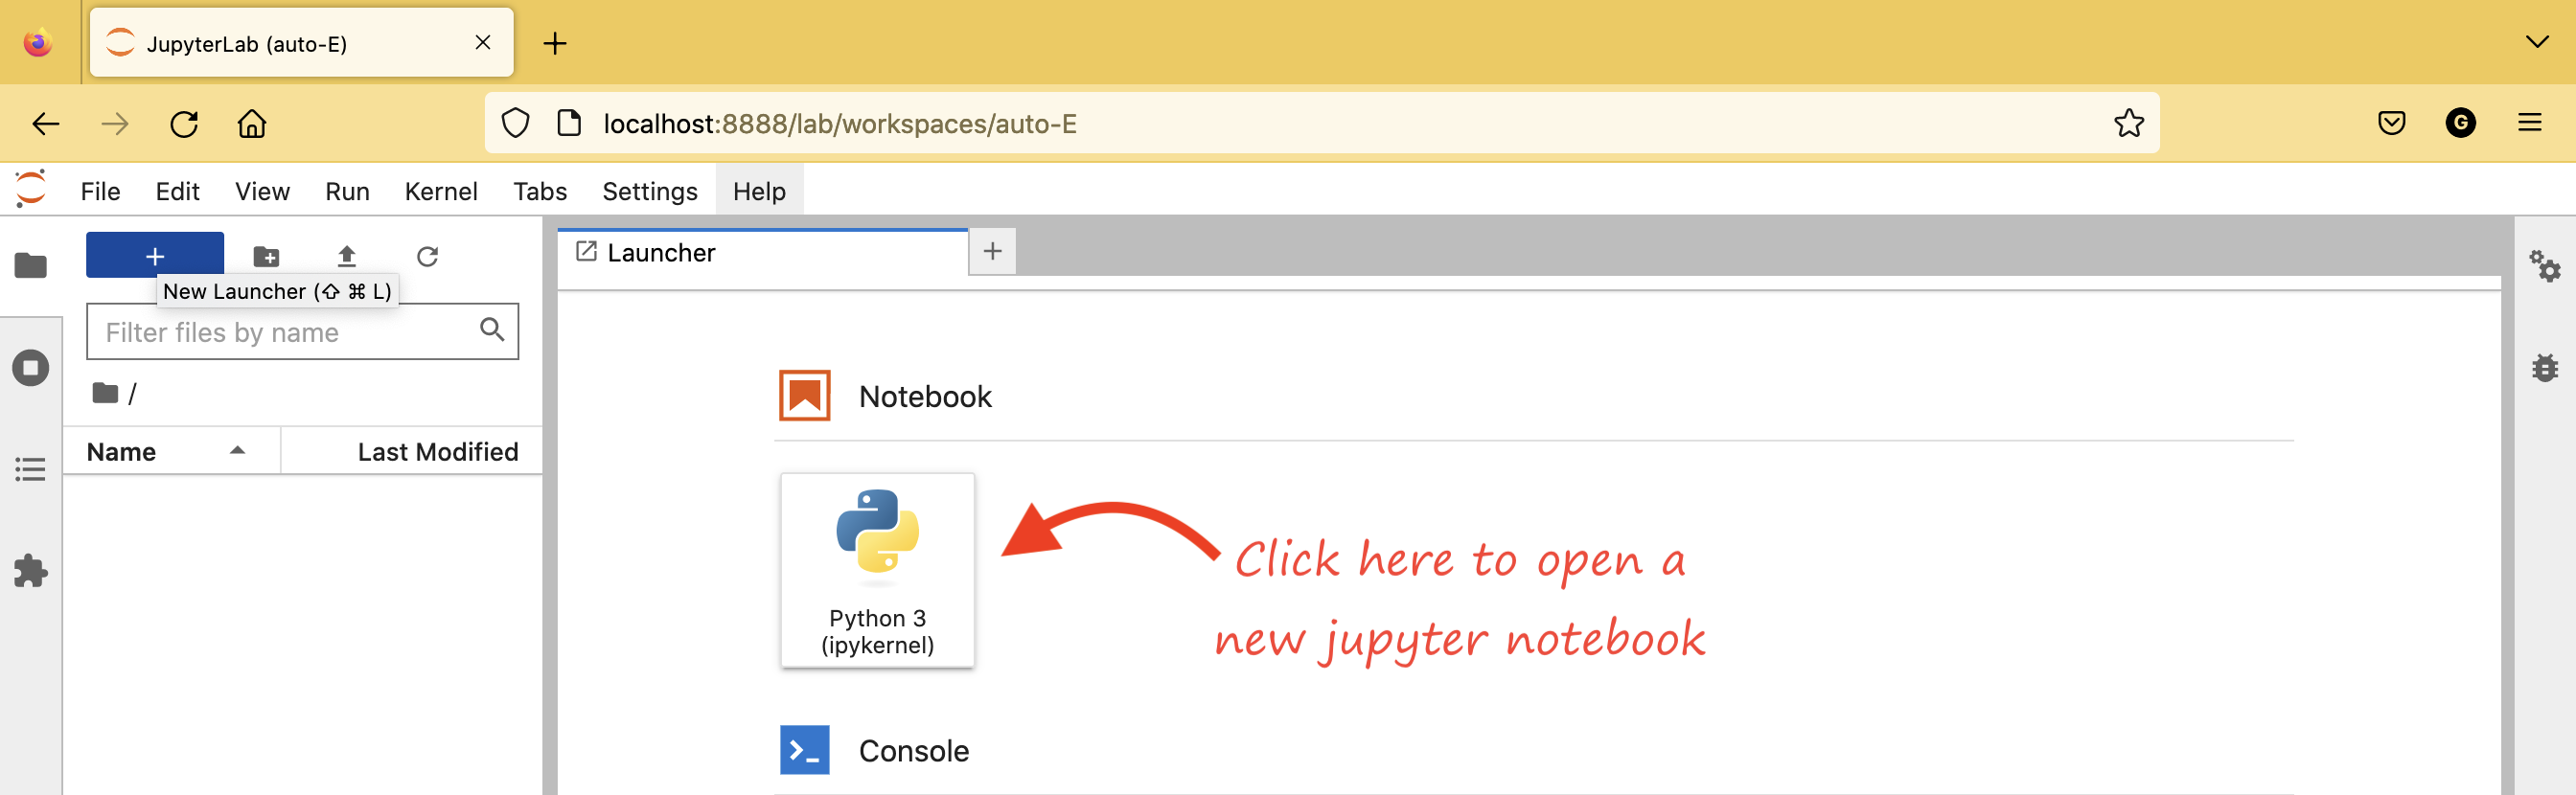 JupyterLab (auto-E)
localhost:8888/lab/workspaces/auto-E
G
File Edit View Run Kernel Tabs Settings Help
Launcher
New Launcher (⇧ ⌘ L)
Filter files by name
/
Name Last Modified
Notebook
Python 3
(ipykernel)
Click here to open a
new jupyter notebook
Console